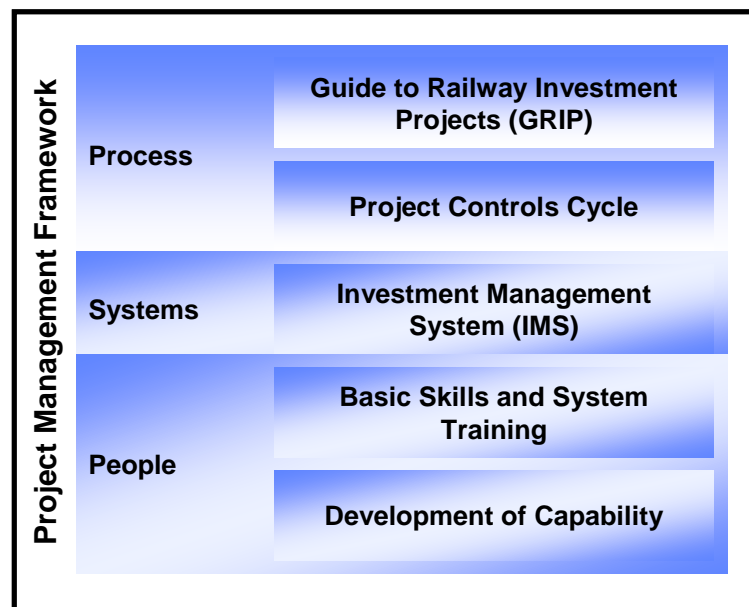 Project Management Framework
Process
Guide to Railway Investment
Projects (GRIP)
Project Controls Cycle
Systems
Investment Management
System (IMS)
People
Basic Skills and System
Training
Development of Capability